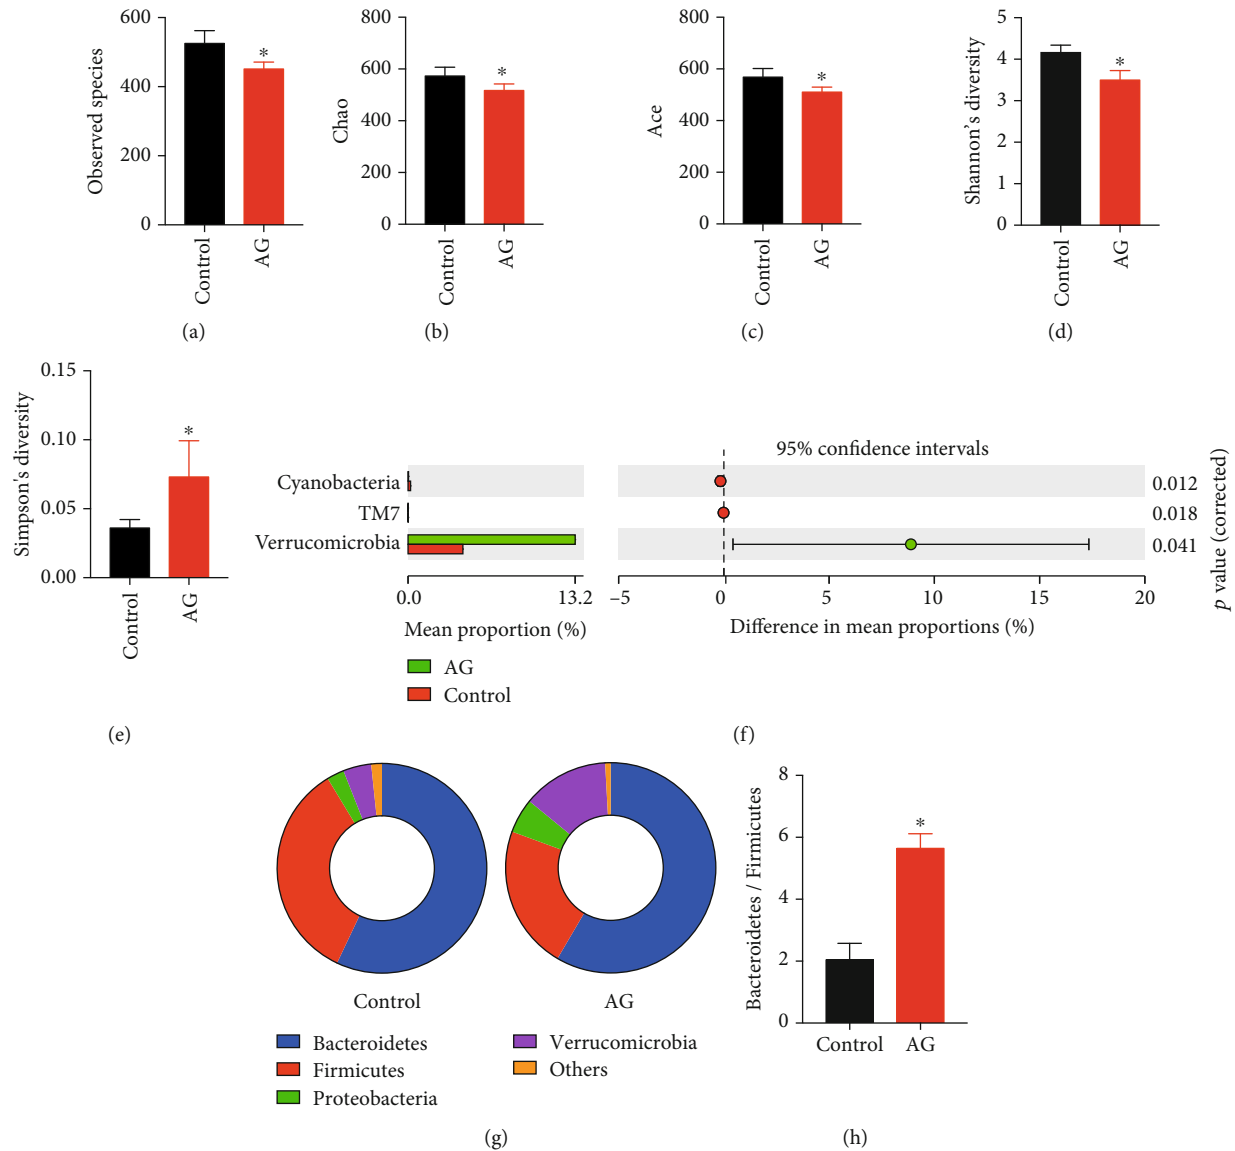 600
400
200
0
Observed species
*
Control
AG
(a)
800
600
400
200
0
Chao
*
Control
AG
(b)
800
600
400
200
0
Ace
*
Control
AG
(c)
5
4
3
2
1
0
Shannon's diversity
*
Control
AG
(d)
0.15
0.10
0.05
0.00
Simpson's diversity
*
Control
AG
(e)
95% confidence intervals
Cyanobacteria
0.012
TM7
0.018
Verrucomicrobia
0.041
p value (corrected)
0.0
13.2
–5
0
5
10
15
20
Mean proportion (%)
Difference in mean proportions (%)
AG
Control
(f)
Control
AG
Bacteroidetes
Firmicutes
Proteobacteria
Verrucomicrobia
Others
(g)
8
6
4
2
0
Bacteroidetes / Firmicutes
*
Control
AG
(h)